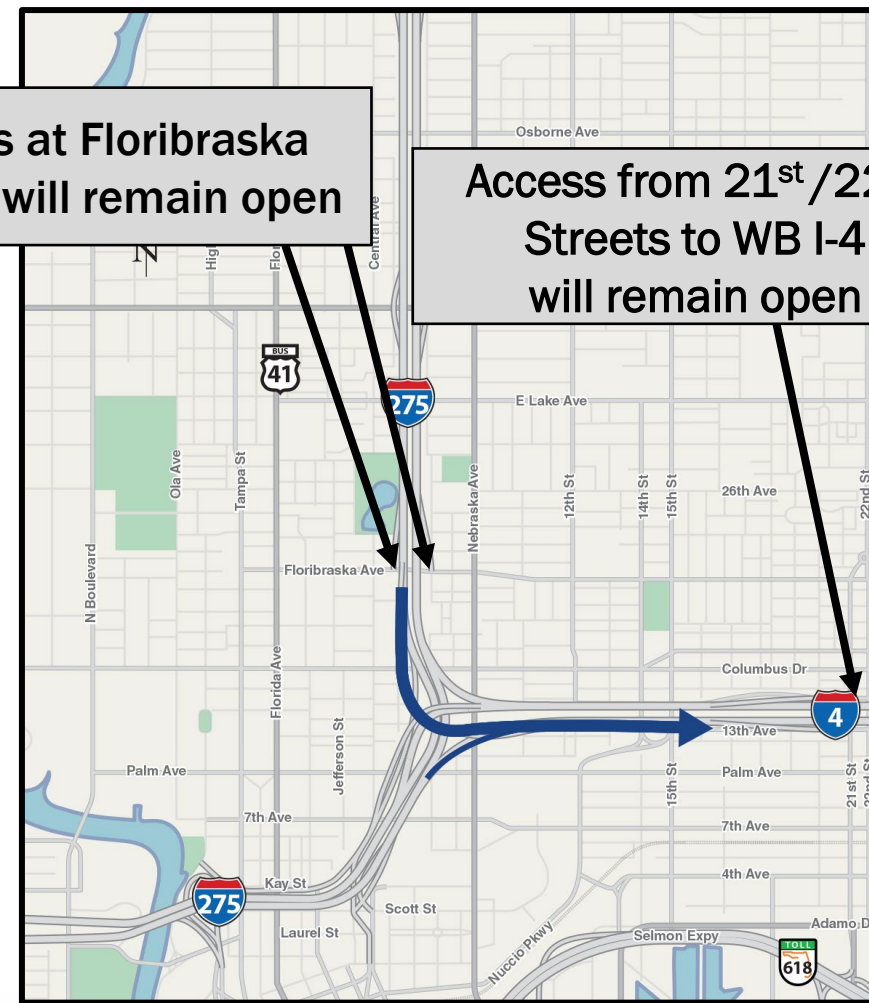 Osborne Ave
s at Floribraska
will remain open
Access from 21st/22
Streets to WB I-4
will remain open
N
Central Ave
BUS
41
275
E Lake Ave
Ola Ave
Tampa St
Nebraska Ave
12th St
14th St
15th St
26th Ave
22nd St
Floribraska Ave
N Boulevard
Florida Ave
Columbus Dr
4
13th Ave
Jefferson St
Palm Ave
15th St
Palm Ave
21st St
22nd St
7th Ave
7th Ave
4th Ave
Kay St
275
Scott St
Laurel St
Nuccio Pkwy
Selmon Expy
Adamo D
TOLL
618